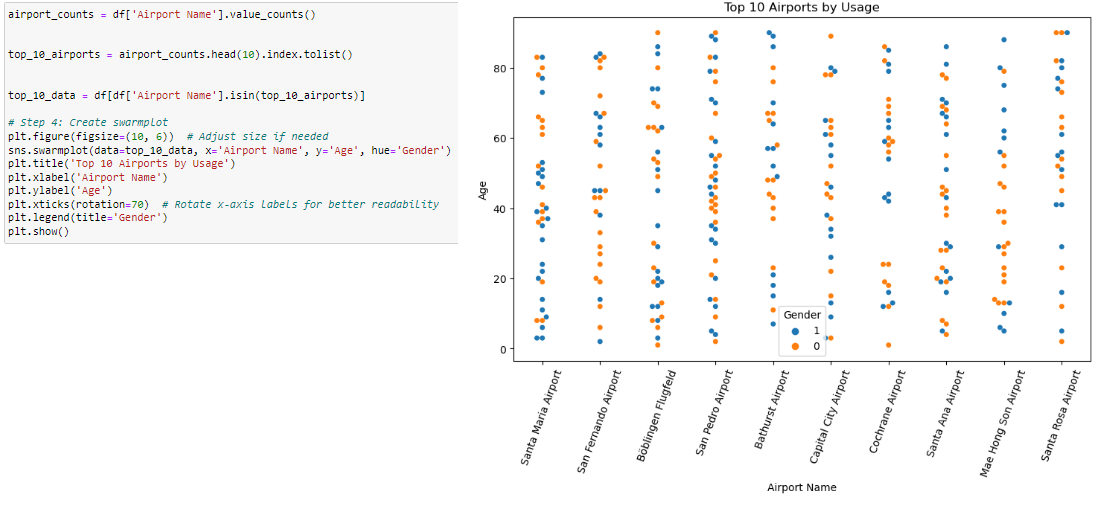 airport_counts = df['Airport Name'].value_counts()
top_10_airports = airport_counts.head(10).index.tolist()
top_10_data = df[df['Airport Name'].isin(top_10_airports)]
# Step 4: Create swarmplot
plt.figure(figsize=(10, 6))  # Adjust size if needed
sns.swarmplot(data=top_10_data, x='Airport Name', y='Age', hue='Gender')
plt.title('Top 10 Airports by Usage')
plt.xlabel('Airport Name')
plt.ylabel('Age')
plt.xticks(rotation=70)  # Rotate x-axis labels for better readability
plt.legend(title='Gender')
plt.show()
Top 10 Airports by Usage
Age
80
60
40
20
0
Gender
1
0
Santa Maria Airport
San Fernando Airport
Böblingen Flugfeld
San Pedro Airport
Bathurst Airport
Capital City Airport
Cochrane Airport
Santa Ana Airport
Mae Hong Son Airport
Santa Rosa Airport
Airport Name